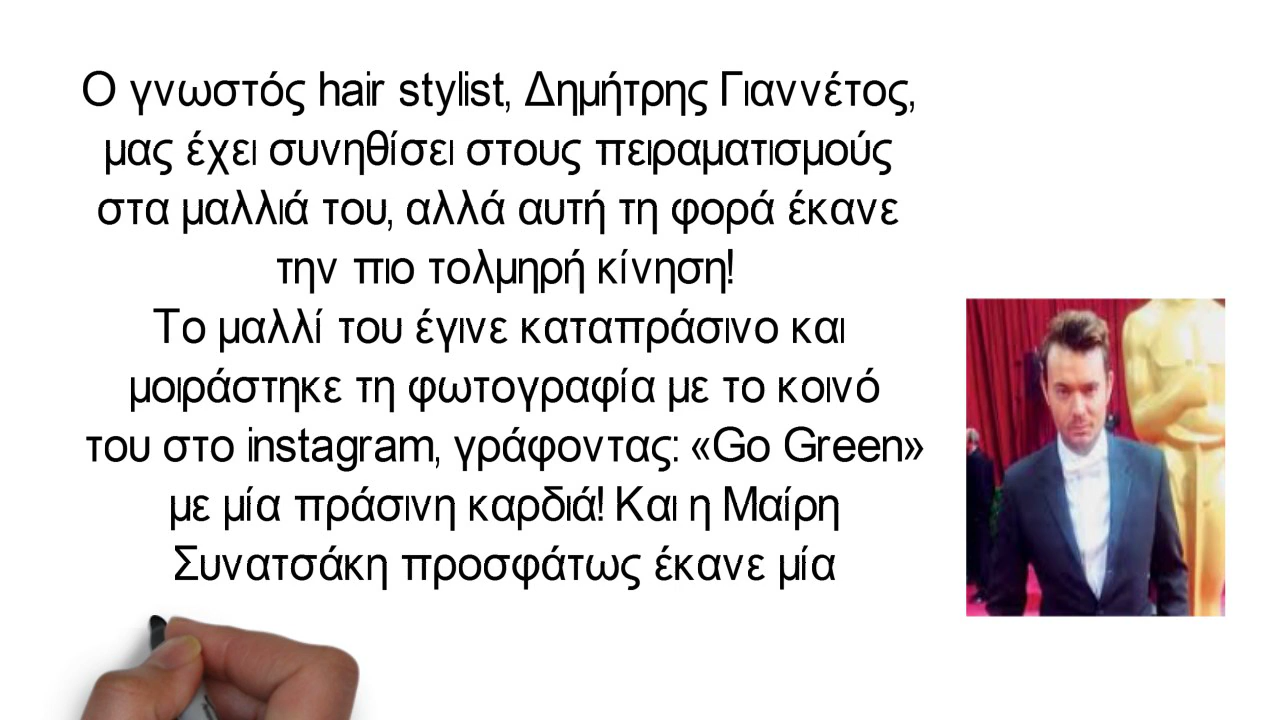 Ο γνωστός hair stylist, Δημήτρης Γιαννέτος,
μας έχει συνηθίσει στους πειραματισμούς
στα μαλλιά του, αλλά αυτή τη φορά έκανε
την πιο τολμηρή κίνηση!
Το μαλλί του έγινε καταπράσινο και
μοιράστηκε τη φωτογραφία με το κοινό
του στο instagram, γράφοντας: «Go Green»
με μία πράσινη καρδιά! Και η Μαίρη
Συνατσάκη προσφάτως έκανε μία